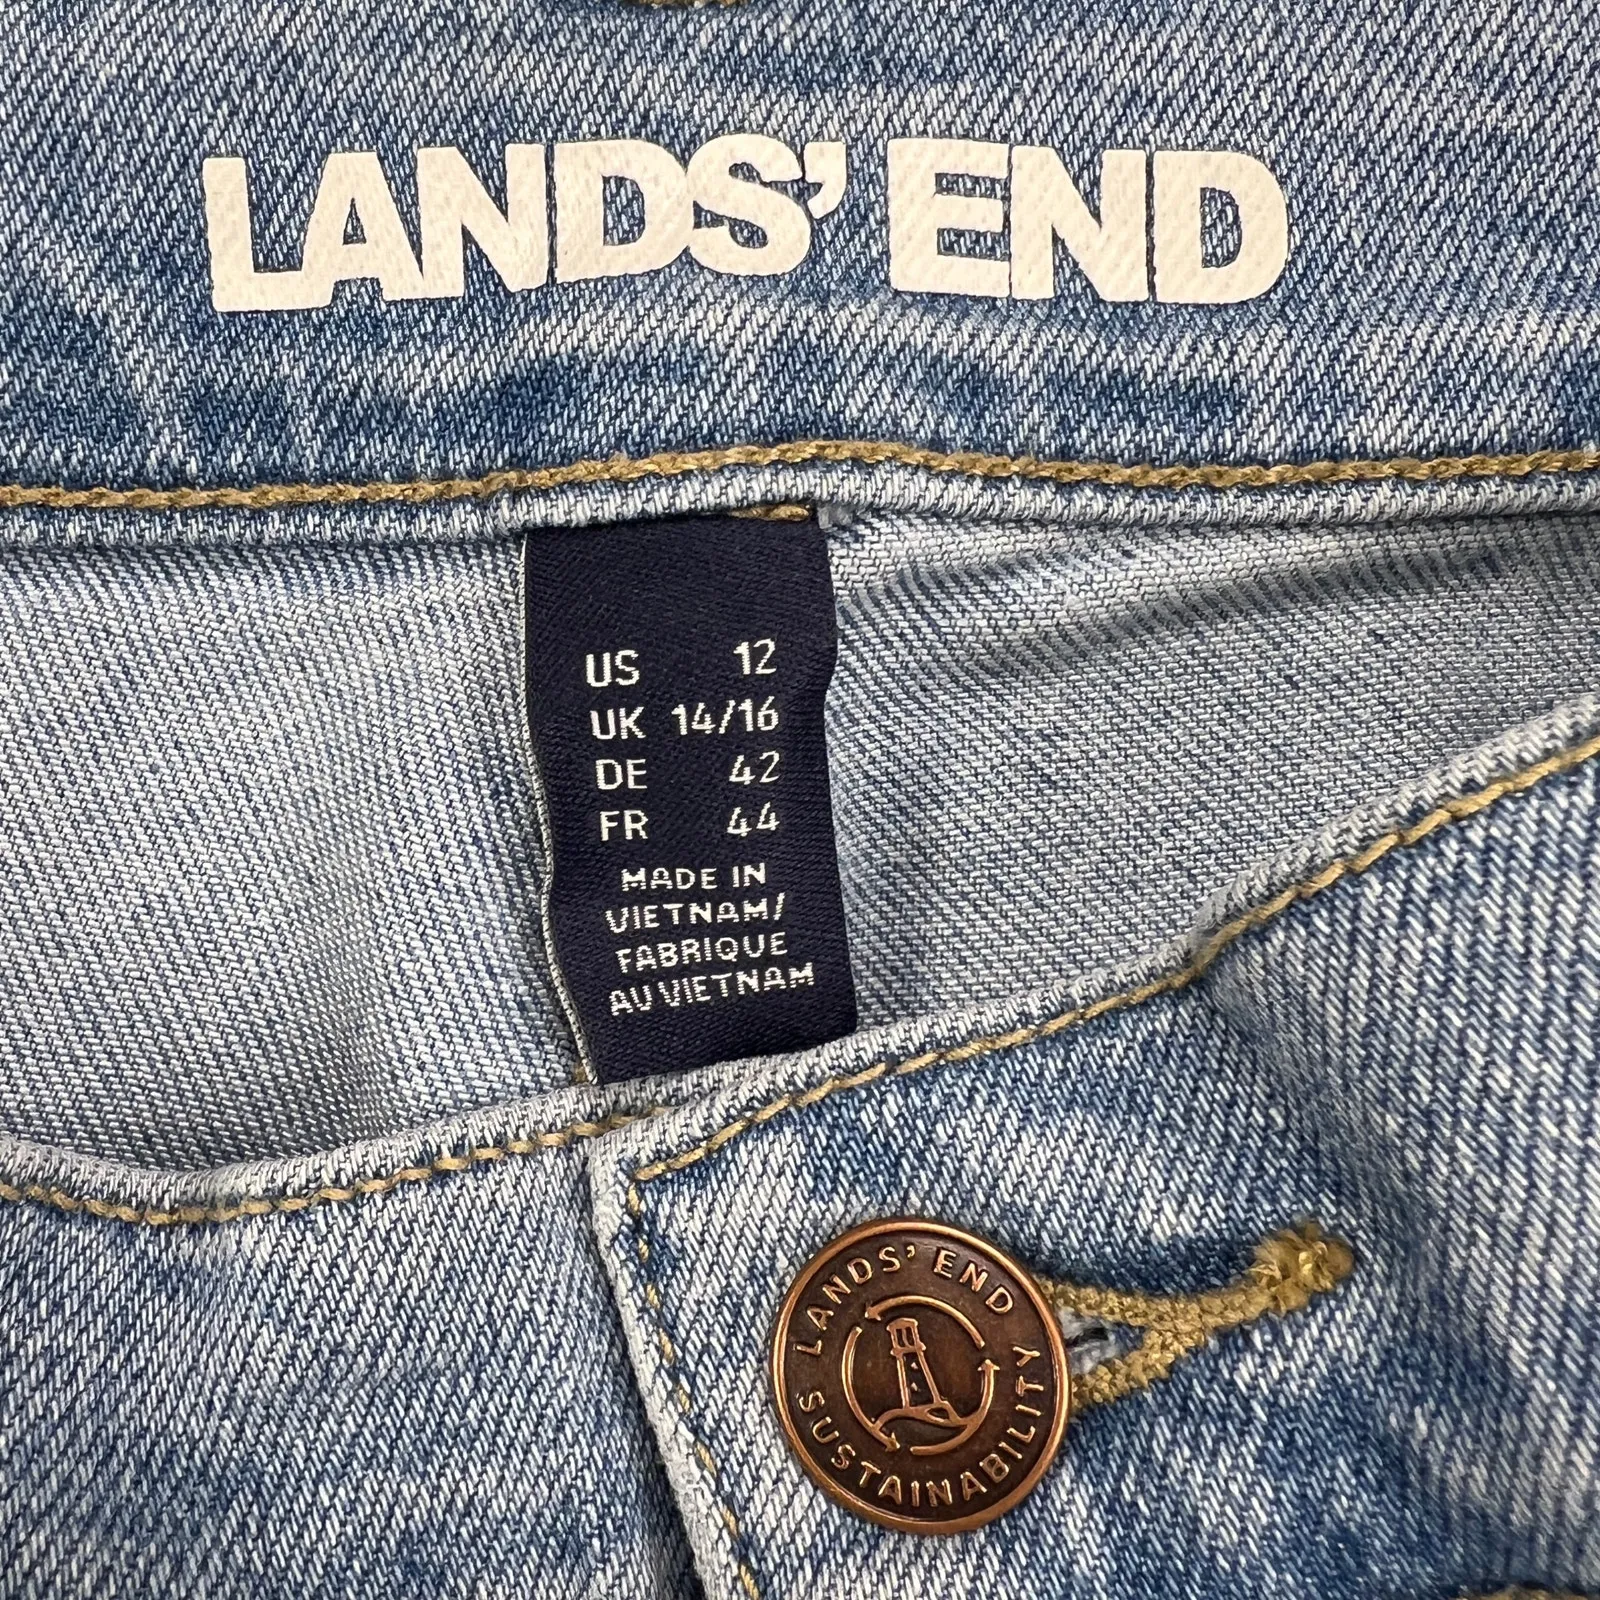 LANDS' END
US 12
UK 14/16
DE 42
FR 44
MADE IN
VIETNAM/
FABRIQUE
AU VIETNAM
LANDS' END
SUSTAINABILITY